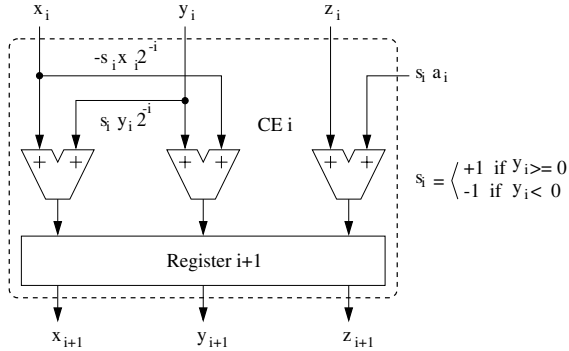 x i y i z i
-s i x i 2 -i
s i a i
s i y i 2 -i
CE i
+ + + + + +
s i = +1 if y i >= 0
-1 if y i < 0
Register i+1
x i+1 y i+1 z i+1